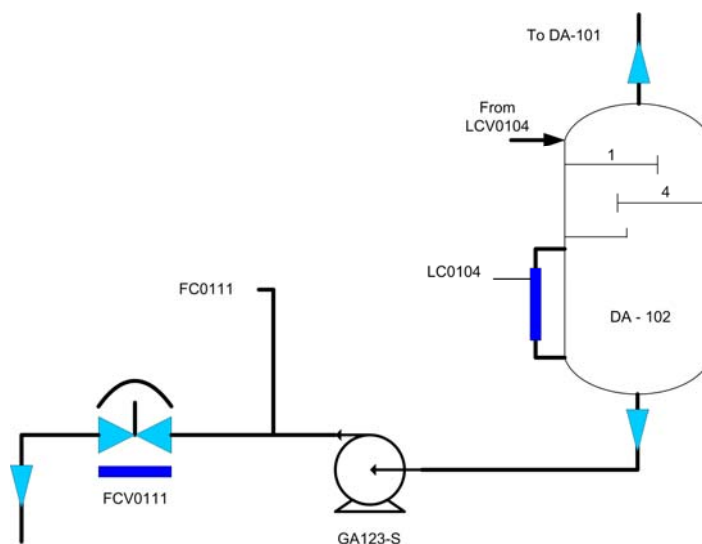 To DA-101
From
LCV0104
1
4
LC0104
FC0111
DA - 102
FCV0111
GA123-S